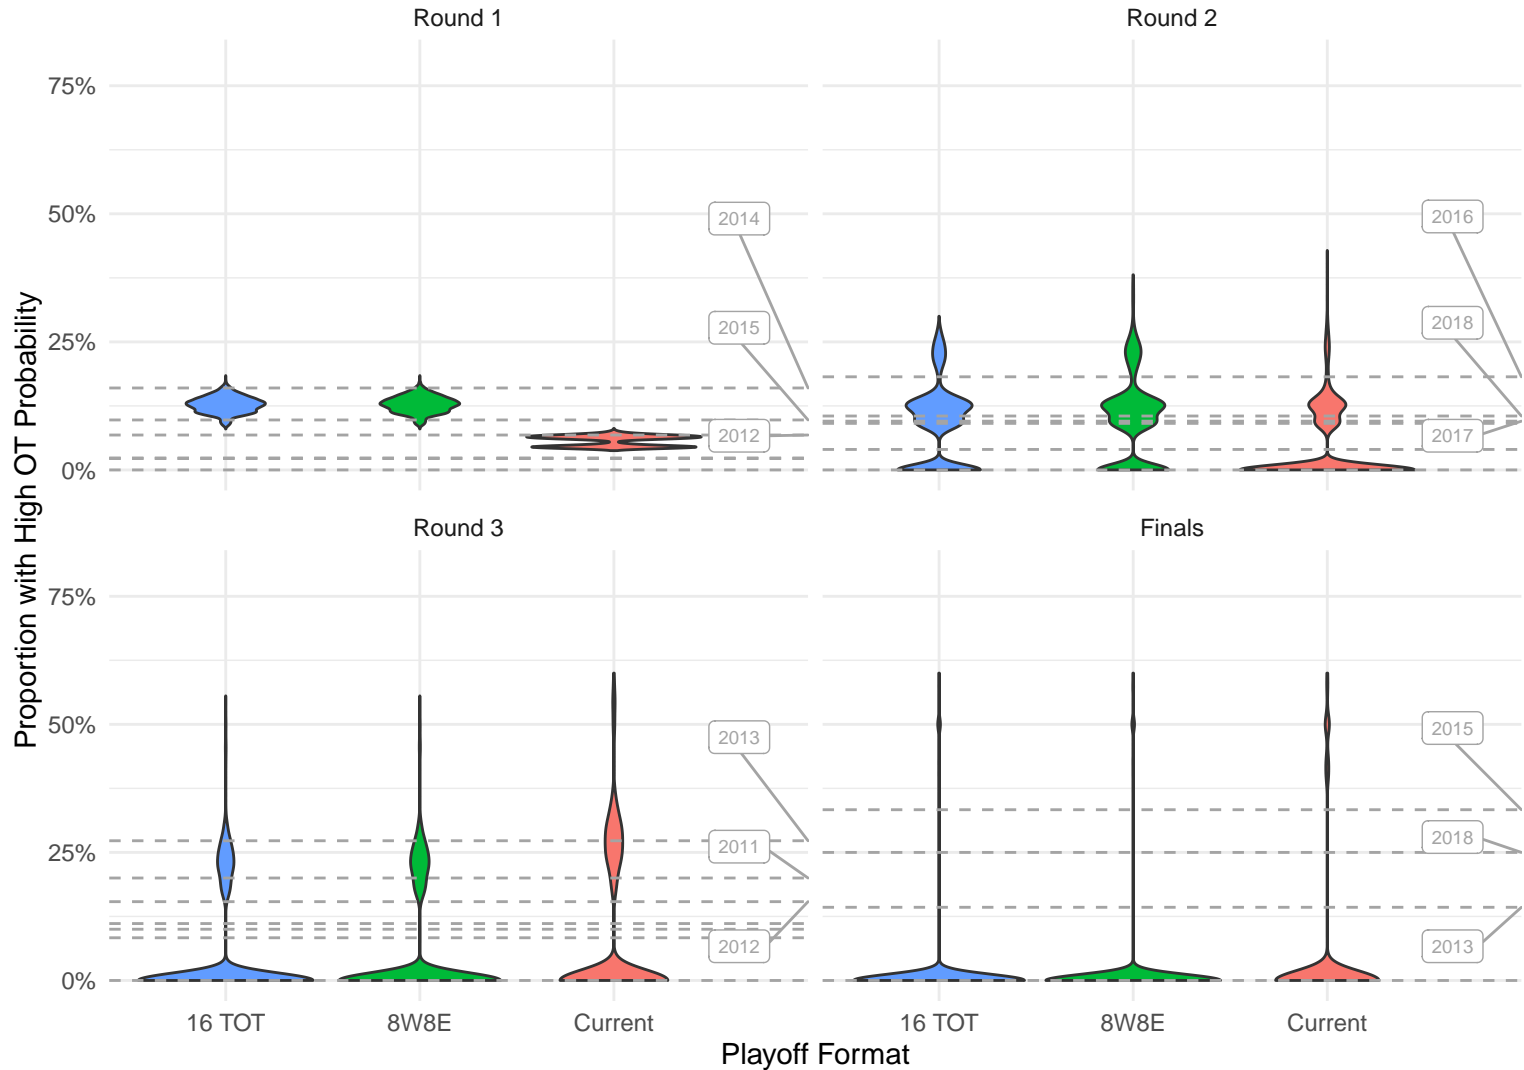 Round 1
Round 2
75%
50%
25%
0%
2014
2015
2012
2016
2018
2017
Round 3
Finals
75%
50%
25%
0%
2013
2011
2012
2015
2018
2013
16 TOT
8W8E
Current
16 TOT
8W8E
Current
Playoff Format
Proportion with High OT Probability